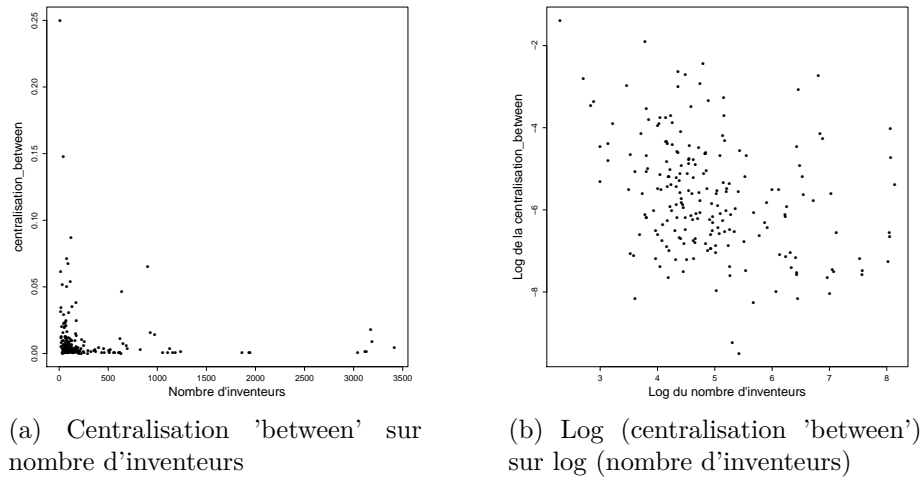 0.25
0.20
0.15
0.10
0.05
0.00
centralisation_between
0 500 1000 1500 2000 2500 3000 3500
Nombre d'inventeurs
(a) Centralisation 'between' sur
nombre d'inventeurs
−2
−4
−6
−8
Log de la centralisation_between
3 4 5 6 7 8
Log du nombre d'inventeurs
(b) Log (centralisation 'between')
sur log (nombre d'inventeurs)